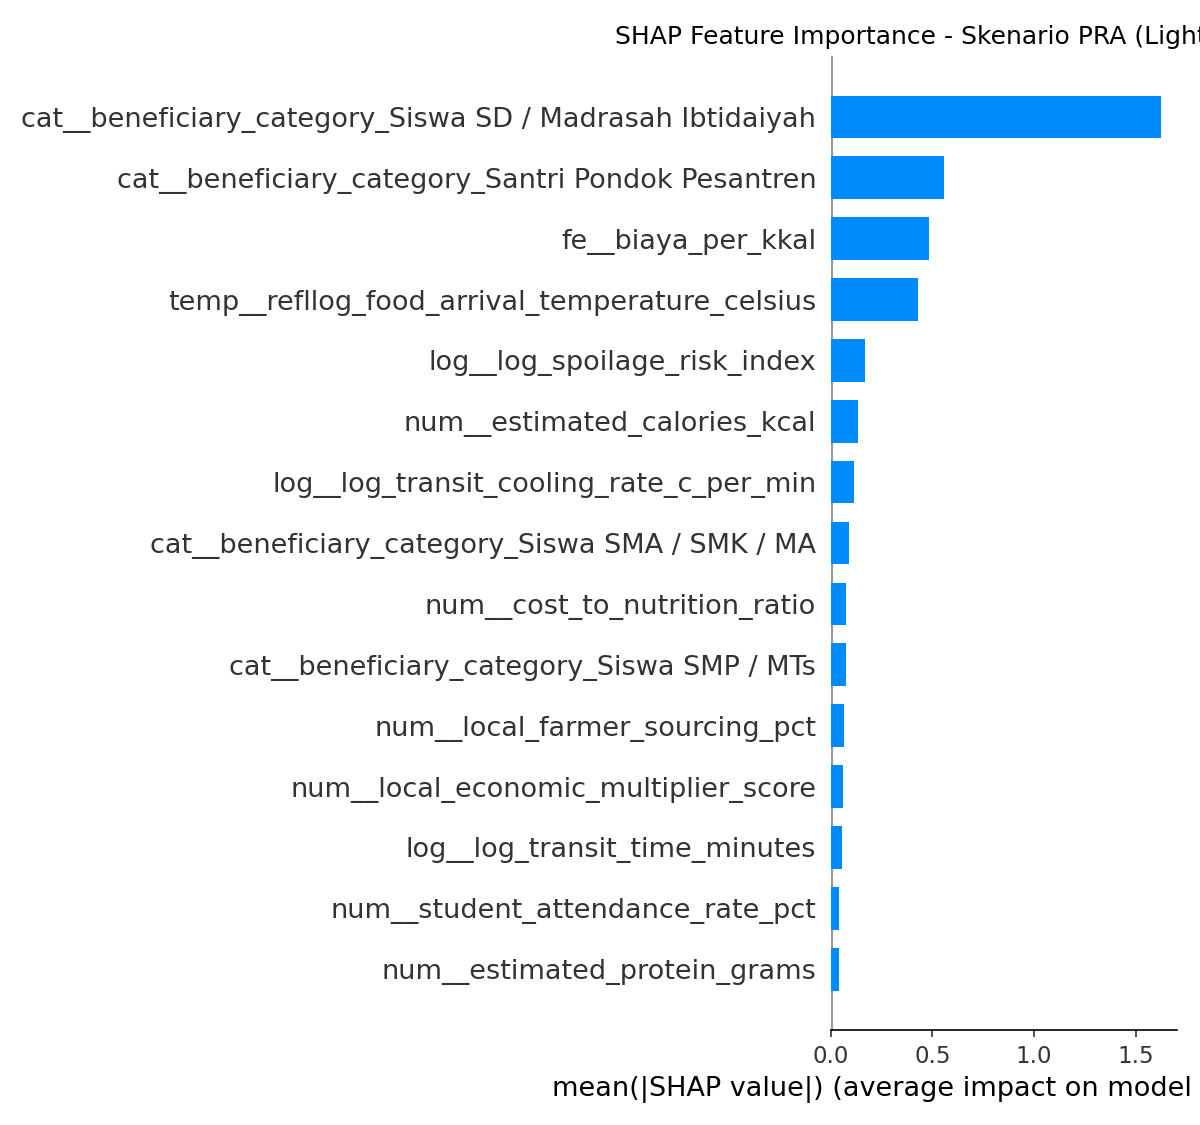 SHAP Feature Importance - Skenario PRA (Light
cat__beneficiary_category_Siswa SD / Madrasah Ibtidaiyah
cat__beneficiary_category_Santri Pondok Pesantren
fe__biaya_per_kkal
temp__refllog_food_arrival_temperature_celsius
log__log_spoilage_risk_index
num__estimated_calories_kcal
log__log_transit_cooling_rate_c_per_min
cat__beneficiary_category_Siswa SMA / SMK / MA
num__cost_to_nutrition_ratio
cat__beneficiary_category_Siswa SMP / MTs
num__local_farmer_sourcing_pct
num__local_economic_multiplier_score
log__log_transit_time_minutes
num__student_attendance_rate_pct
num__estimated_protein_grams
0.0 0.5 1.0 1.5
mean(|SHAP value|) (average impact on model